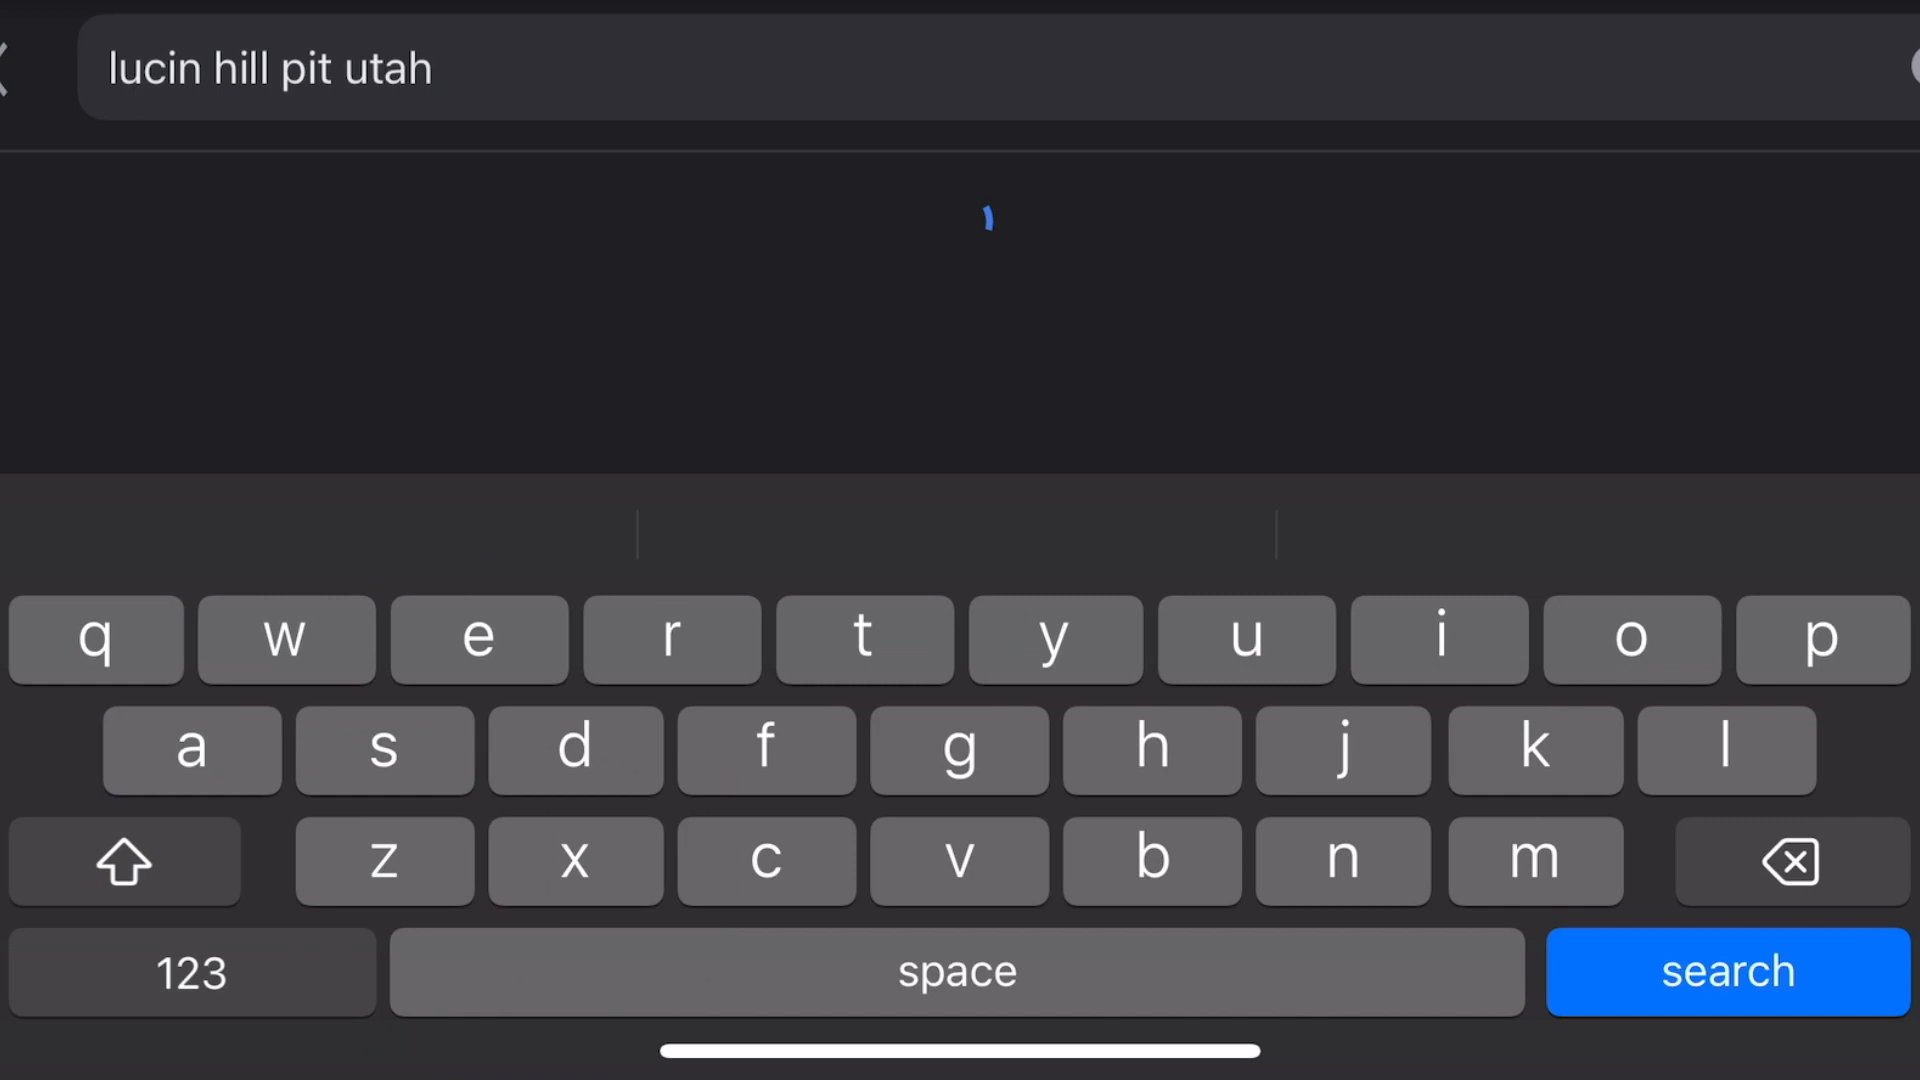 lucin hill pit utah
q w e r t y u i o p
a s d f g h j k l
z x c v b n m
123 space search